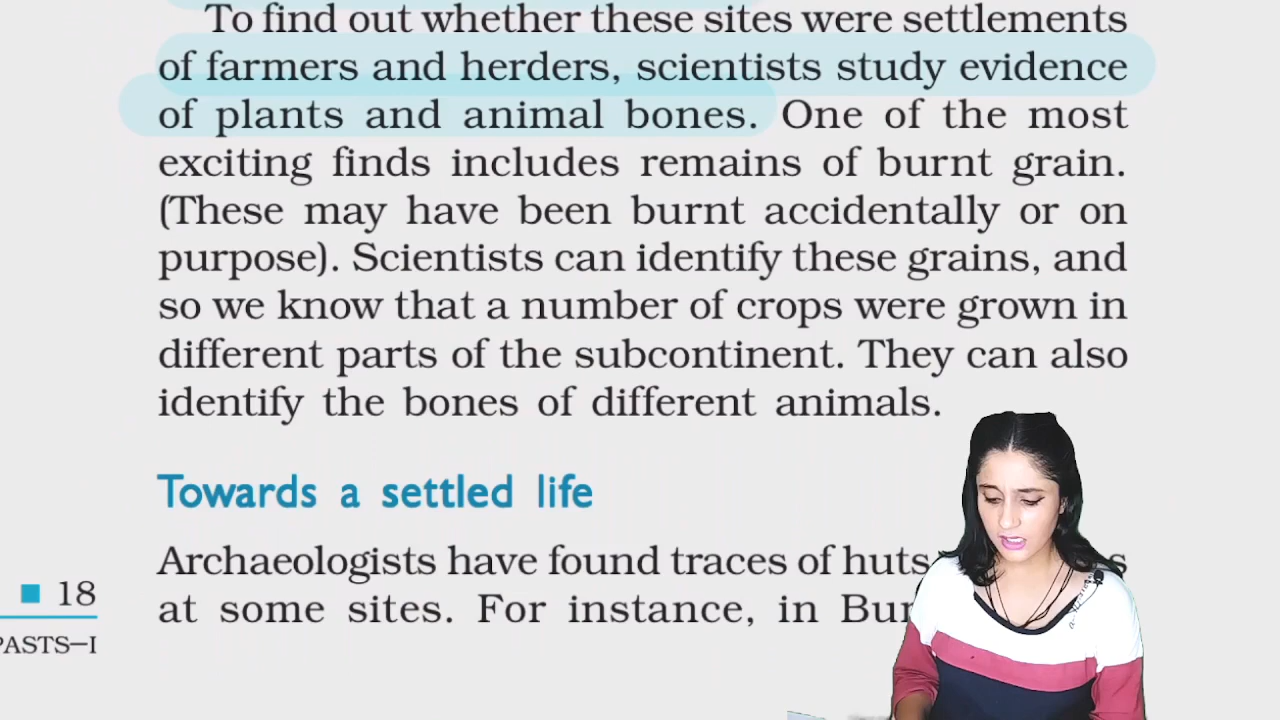 To find out whether these sites were settlements
of farmers and herders, scientists study evidence
of plants and animal bones. One of the most
exciting finds includes remains of burnt grain.
(These may have been burnt accidentally or on
purpose). Scientists can identify these grains, and
so we know that a number of crops were grown in
different parts of the subcontinent. They can also
identify the bones of different animals.
Towards a settled life
Archaeologists have found traces of huts
at some sites. For instance, in
18
PASTS—I